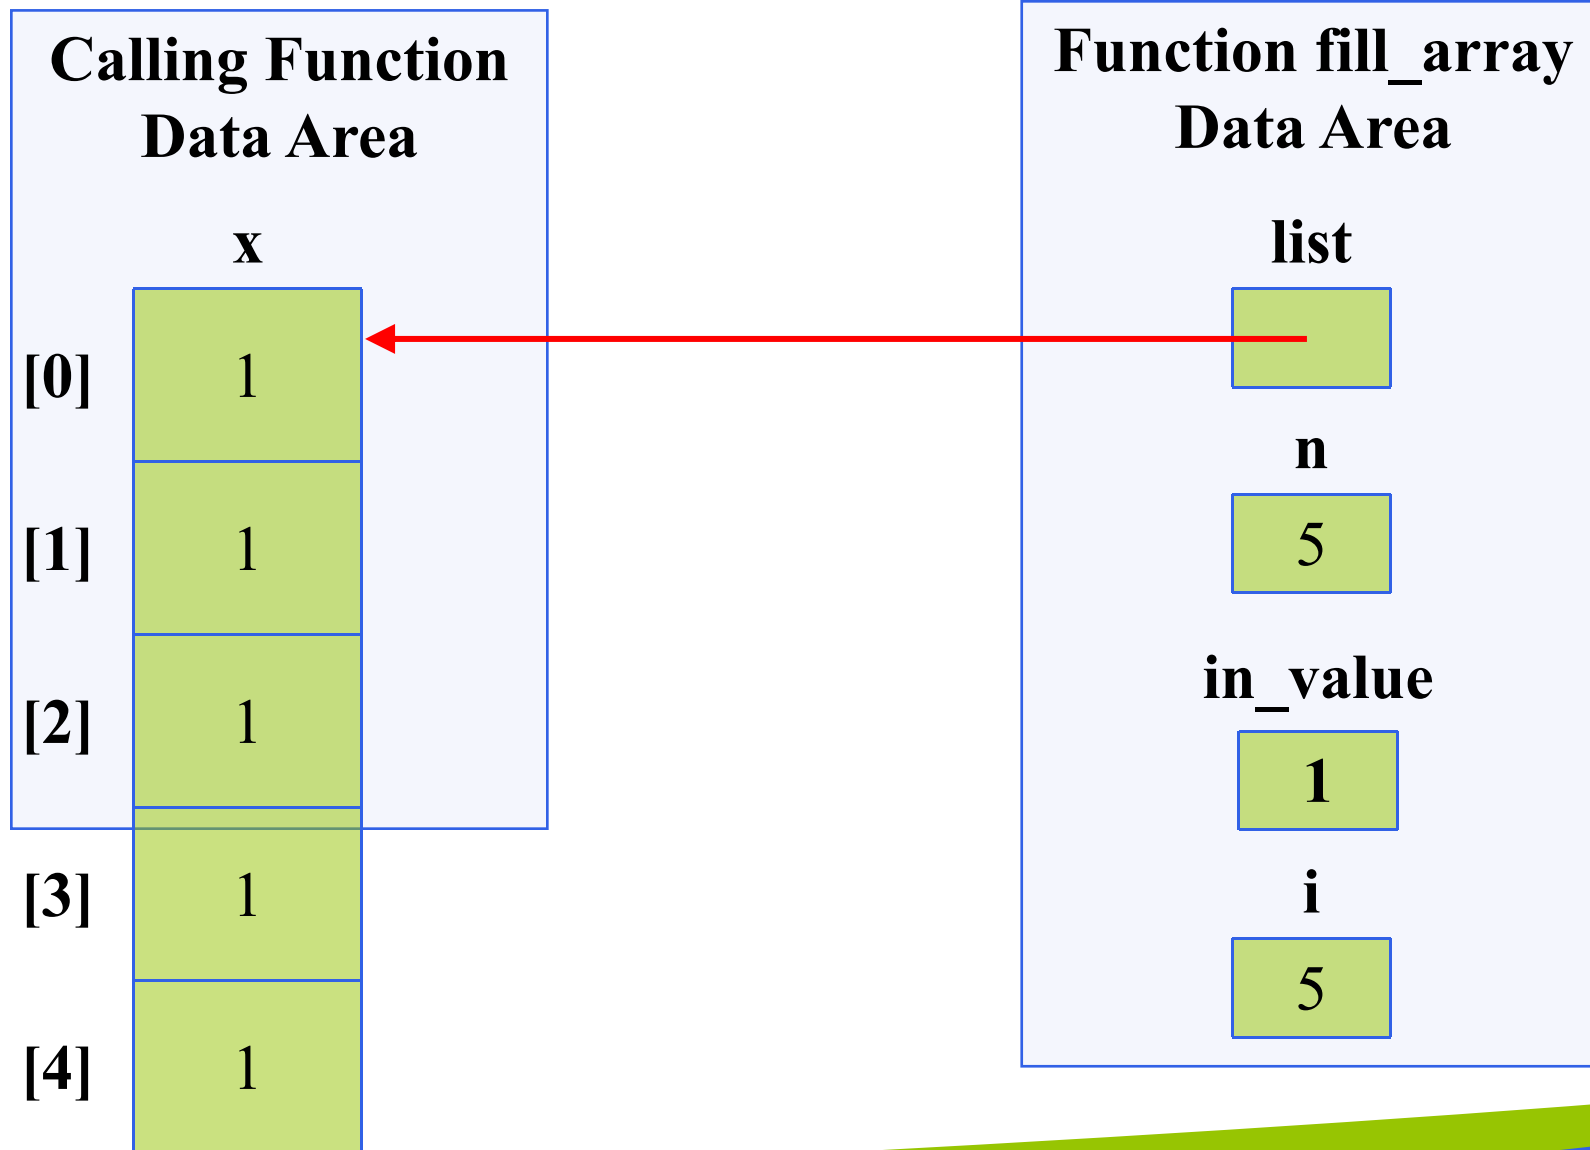 Calling Function
Data Area
x
[0] 1
[1] 1
[2] 1
[3] 1
[4] 1
Function fill_array
Data Area
list
n
5
in_value
1
i
5